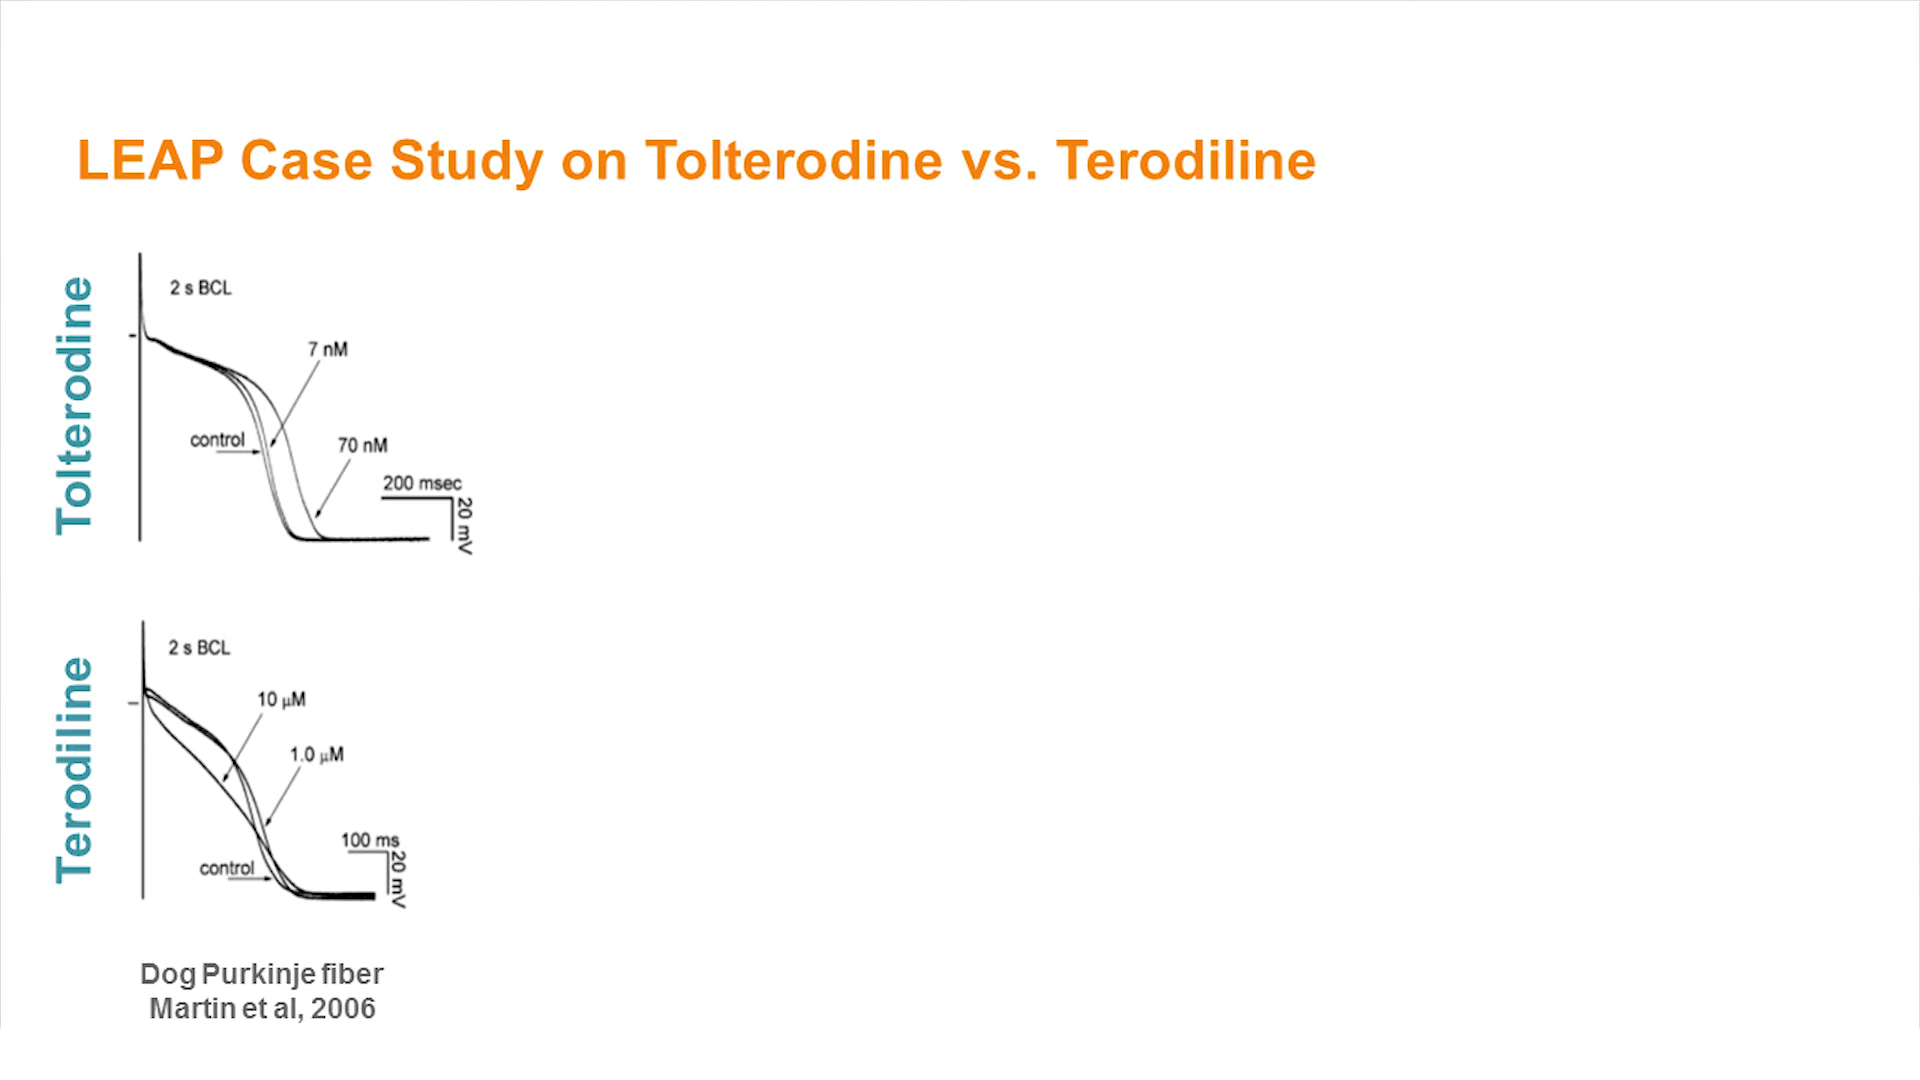 LEAP Case Study on Tolterodine vs. Terodiline
Tolterodine
2 s BCL
7 nM
control
70 nM
200 msec
20 mV
Terodiline
2 s BCL
10 µM
1.0 µM
100 ms
20 mV
control
Dog Purkinje fiber
Martin et al, 2006